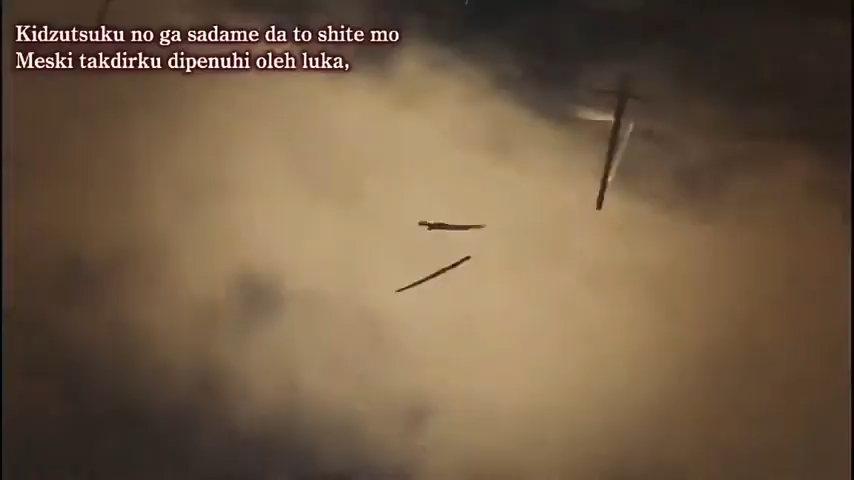 Kidzutsuku no ga sadame da to shite mo
Meski takdirku dipenuhi oleh luka,